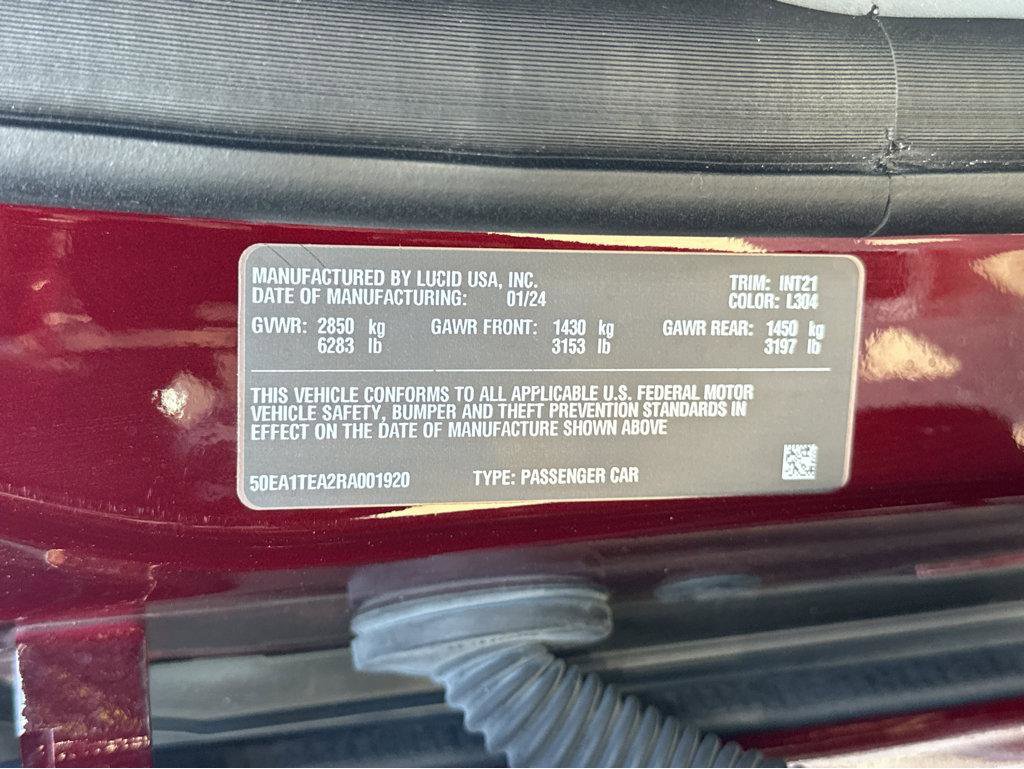 MANUFACTURED BY LUCID USA, INC. TRIM: INT21
DATE OF MANUFACTURING: 01/24 COLOR: L304
GVWR: 2850 kg GAWR FRONT: 1430 kg GAWR REAR: 1450 kg
6283 lb 3153 lb 3197 lb
THIS VEHICLE CONFORMS TO ALL APPLICABLE U.S. FEDERAL MOTOR
VEHICLE SAFETY, BUMPER AND THEFT PREVENTION STANDARDS IN
EFFECT ON THE DATE OF MANUFACTURE SHOWN ABOVE
50EA1TEA2RA001920 TYPE: PASSENGER CAR